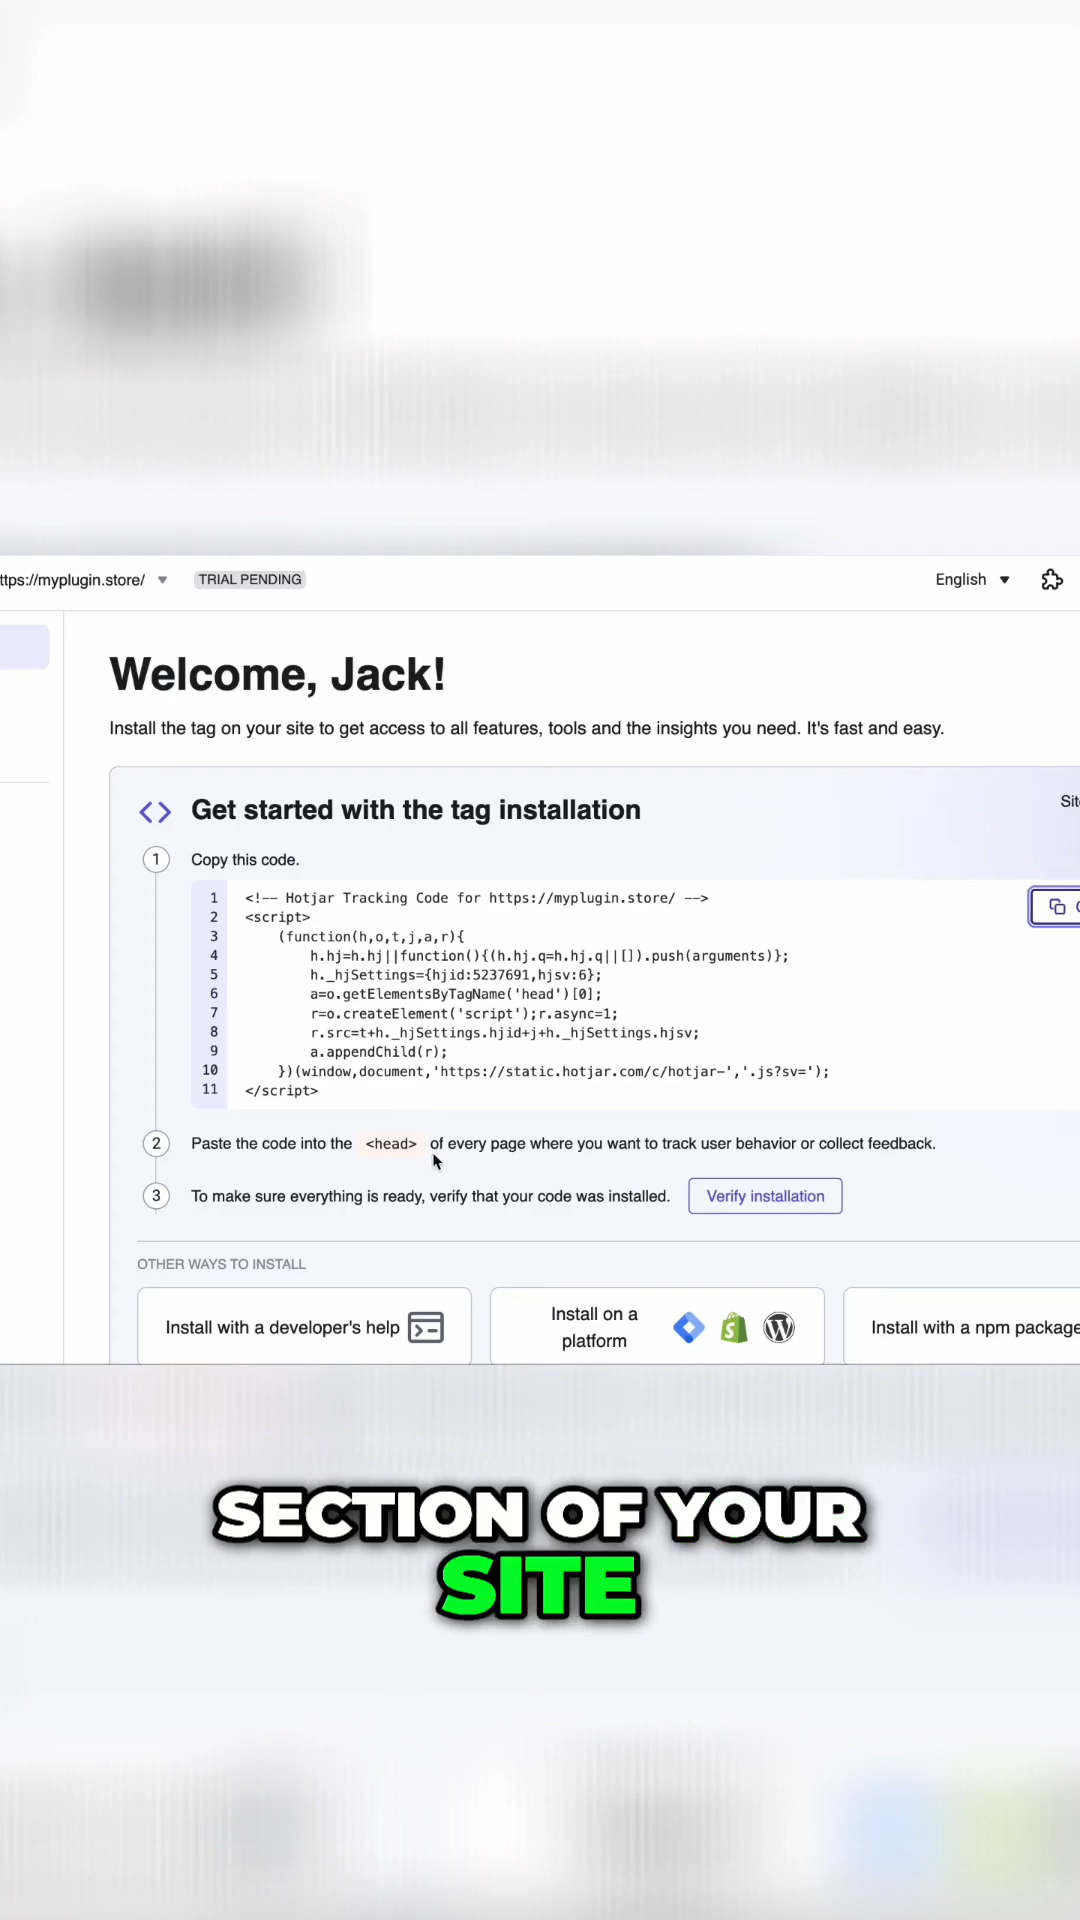 ttps://myplugin.store/ TRIAL PENDING English
Welcome, Jack!
Install the tag on your site to get access to all features, tools and the insights you need. It's fast and easy.
Get started with the tag installation
1 Copy this code.
1 <!-- Hotjar Tracking Code for https://myplugin.store/ -->
2 <script>
3 (function(h,o,t,j,a,r){
4 h.hj=h.hj||function(){(h.hj.q=h.hj.q||[]).push(arguments)};
5 h._hjSettings={hjid:5237691,hjsv:6};
6 a=o.getElementsByTagName('head')[0];
7 r=o.createElement('script');r.async=1;
8 r.src=t+h._hjSettings.hjid+j+h._hjSettings.hjsv;
9 a.appendChild(r);
10 })(window,document,'https://static.hotjar.com/c/hotjar-','.js?sv=');
11 </script>
2 Paste the code into the <head> of every page where you want to track user behavior or collect feedback.
3 To make sure everything is ready, verify that your code was installed. Verify installation
OTHER WAYS TO INSTALL
Install with a developer's help
Install on a
platform
Install with a npm package
SECTION OF YOUR
SITE